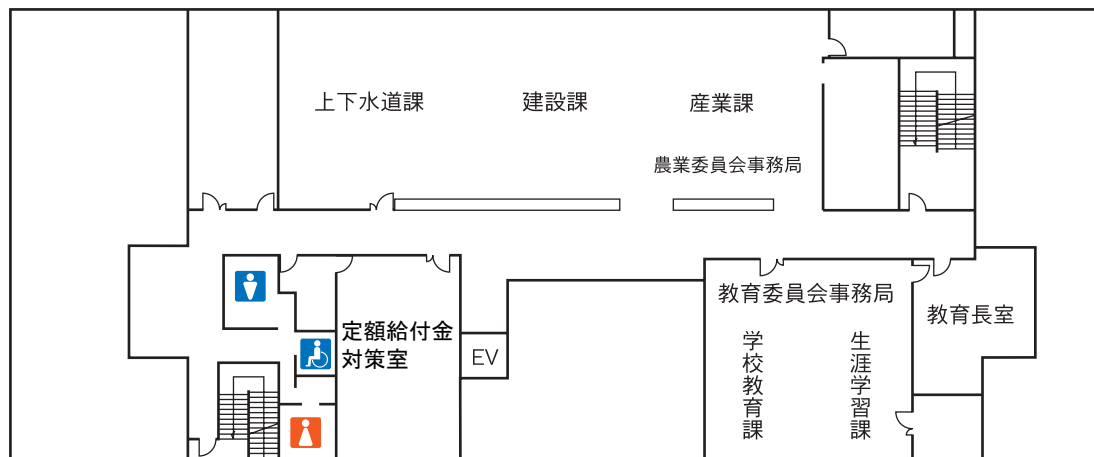 上下水道課
建設課
産業課
農業委員会事務局
定額給付金
対策室
EV
教育委員会事務局
学校教育課
生涯学習課
教育長室